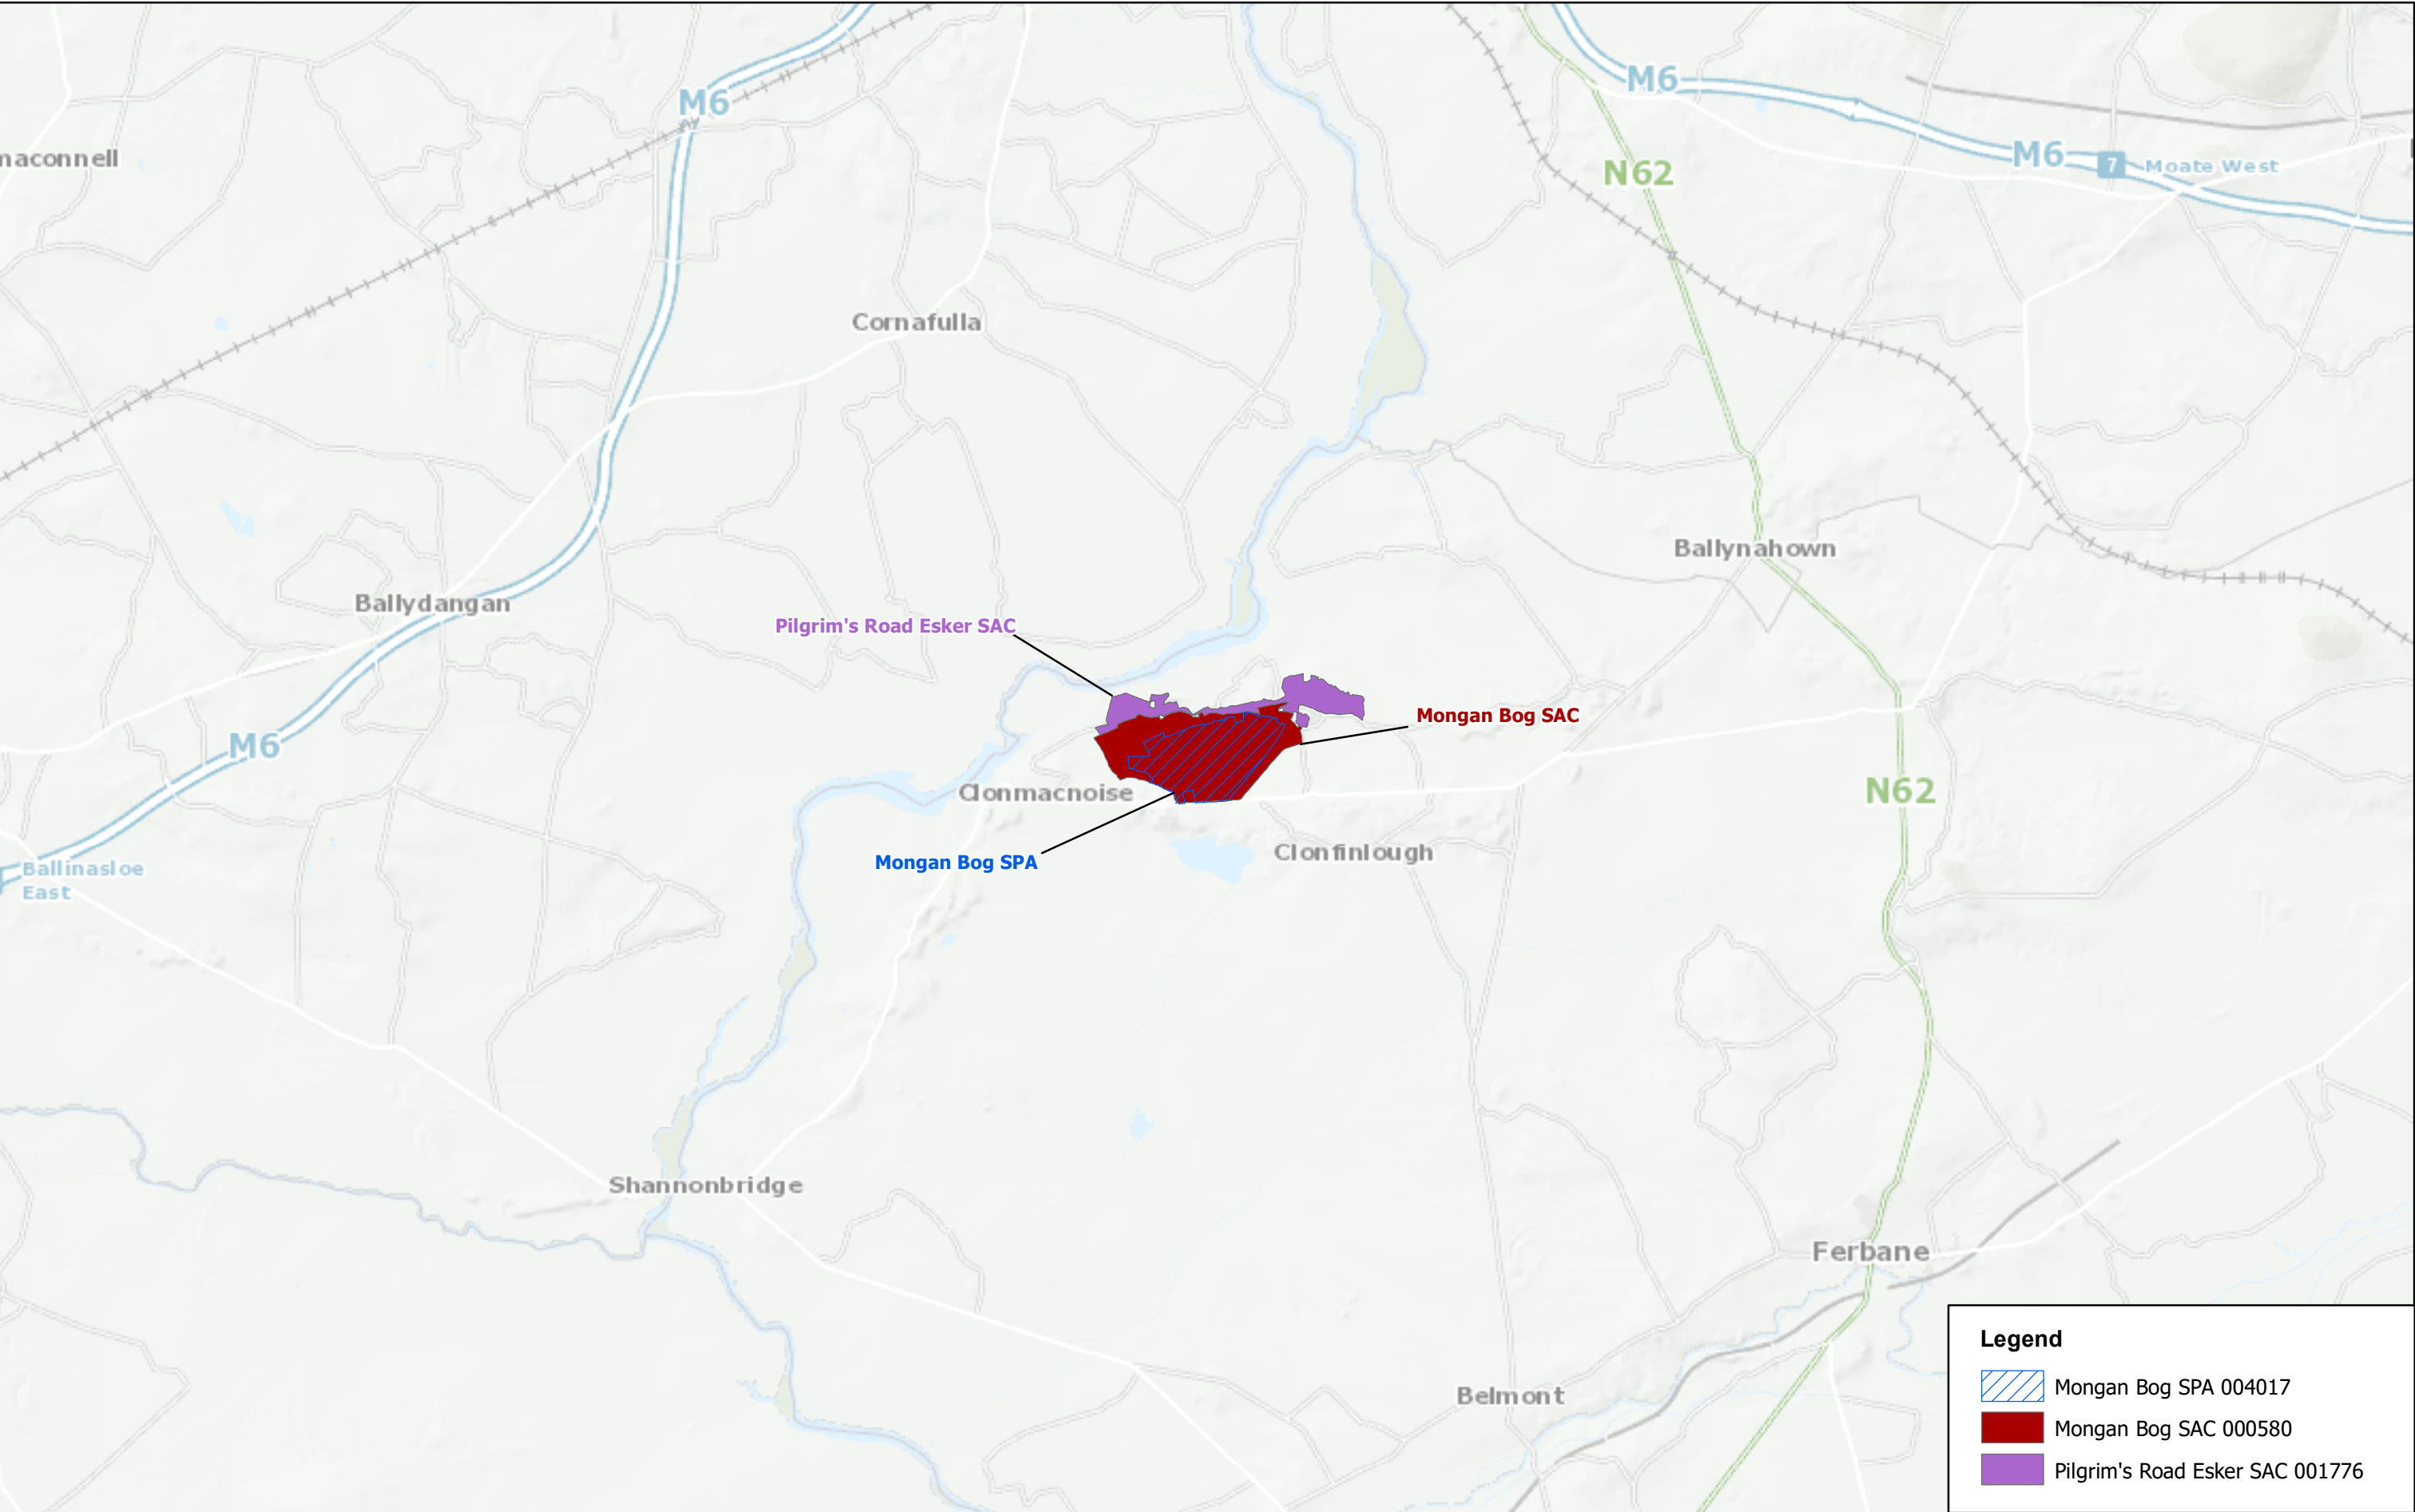 M6
M6
N62
M6
7
Moate West
naconnell
Cornafulla
Ballynahown
Ballydangan
Pilgrim's Road Esker SAC
Mongan Bog SAC
M6
Clonmacnoise
N62
Clonfinlough
Mongan Bog SPA
Ballinasloe
East
Shannonbridge
Ferbane
Belmont
Legend
Mongan Bog SPA 004017
Mongan Bog SAC 000580
Pilgrim's Road Esker SAC 001776